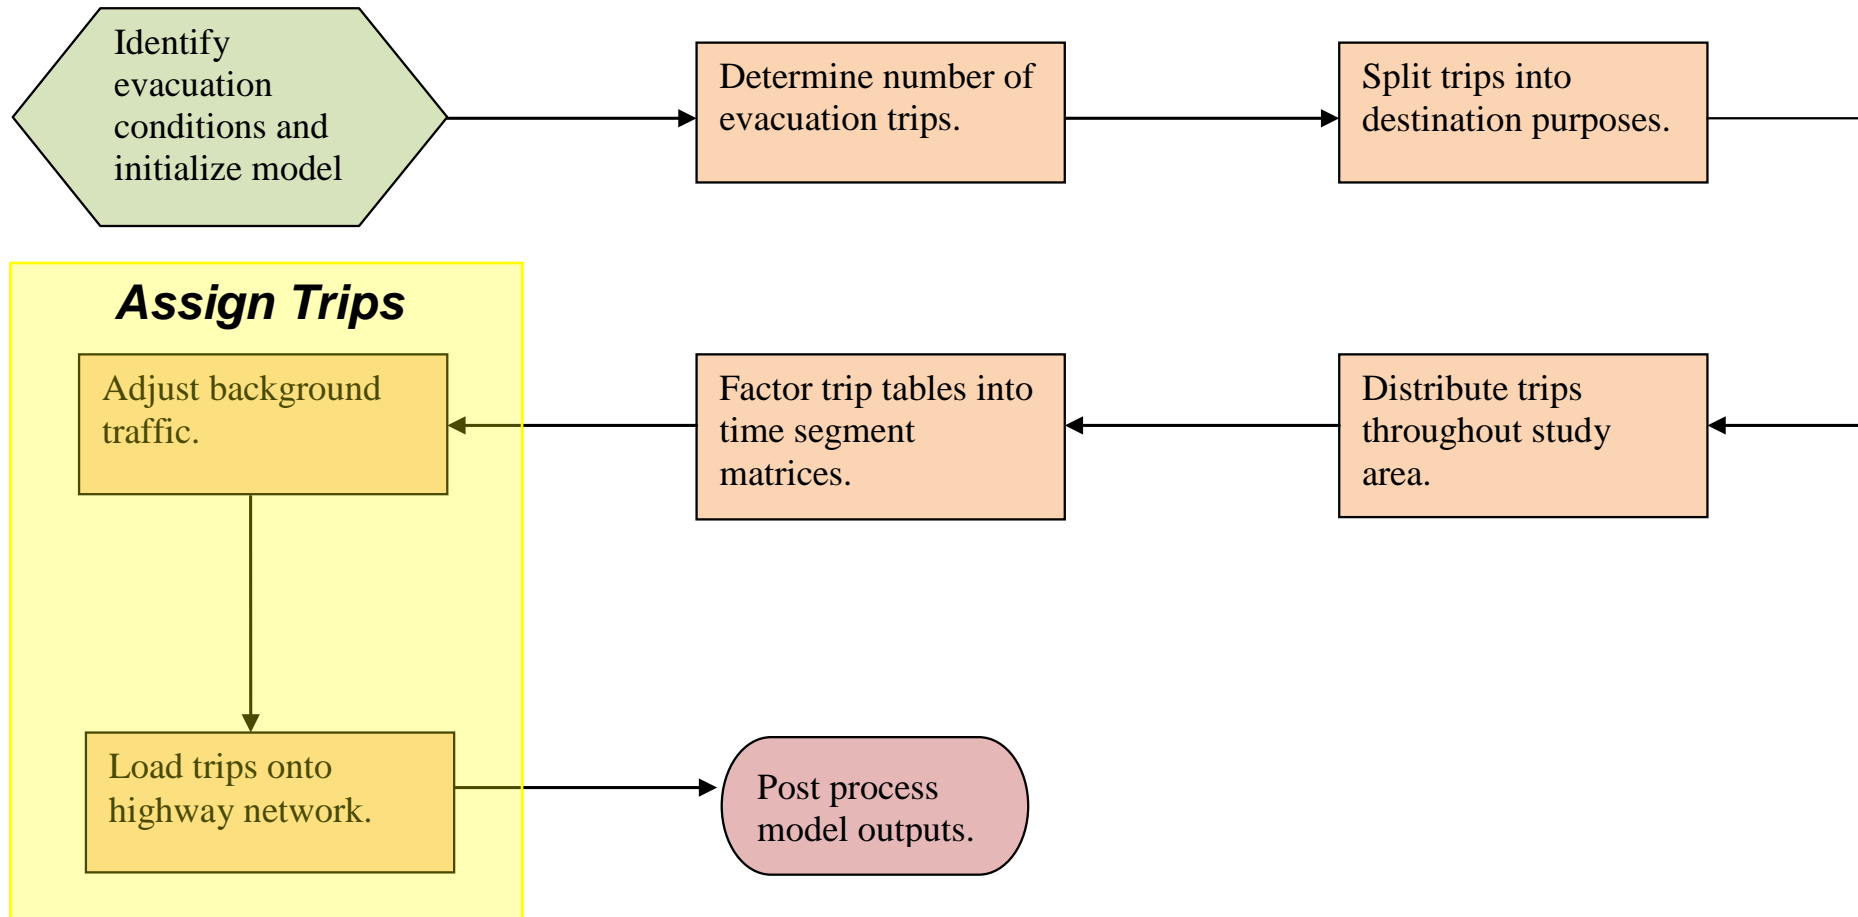 Identify
evacuation
conditions and
initialize model
Determine number of
evacuation trips.
Split trips into
destination purposes.
Assign Trips
Adjust background
traffic.
Factor trip tables into
time segment
matrices.
Distribute trips
throughout study
area.
Load trips onto
highway network.
Post process
model outputs.